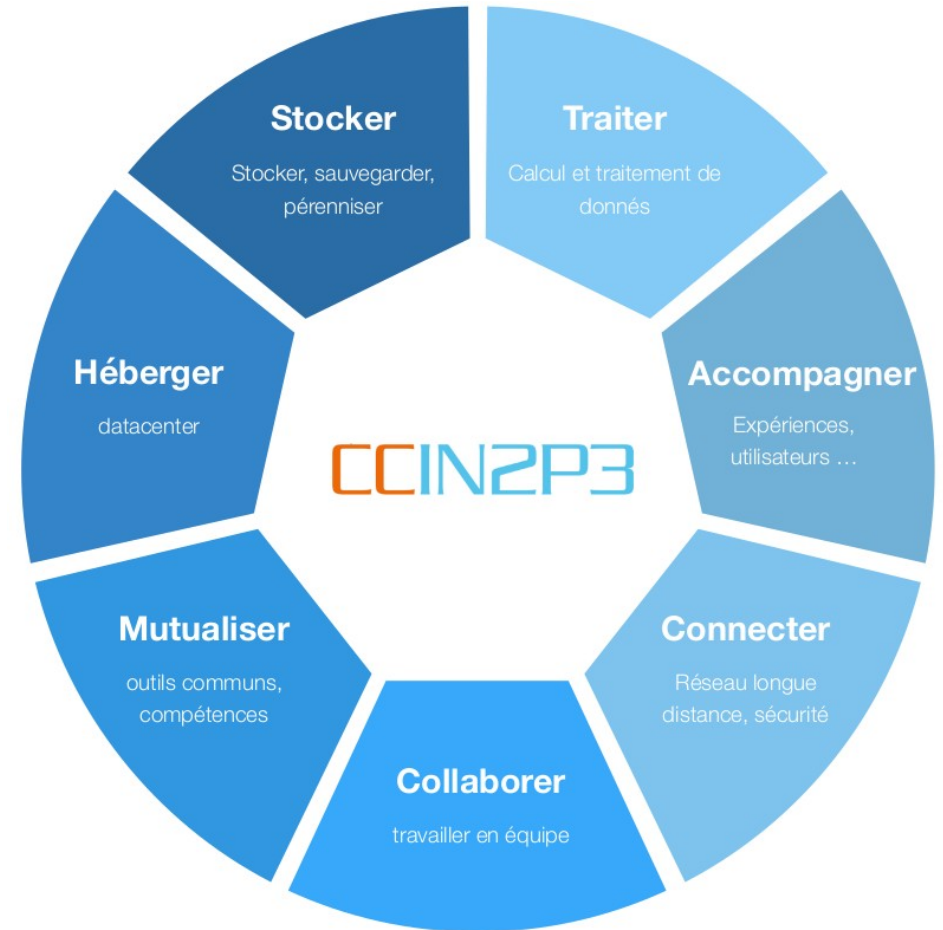 Stocker
Stocker, sauvegarder,
pérenniser
Traiter
Calcul et traitement de
donnés
Héberger
datacenter
Accompagner
Expériences,
utilisateurs …
CCIN2P3
Mutualiser
outils communs,
compétences
Connecter
Réseau longue
distance, sécurité
Collaborer
travailler en équipe